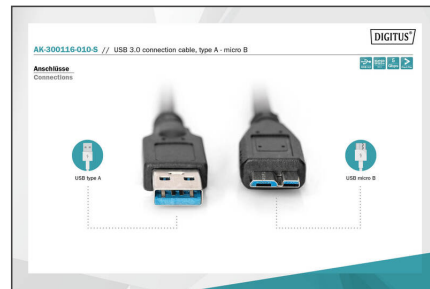 DIGITUS®
AK-300116-010-S // USB 3.0 connection cable, type A - micro B
Anschlüsse
Connections
USB type A
USB micro B